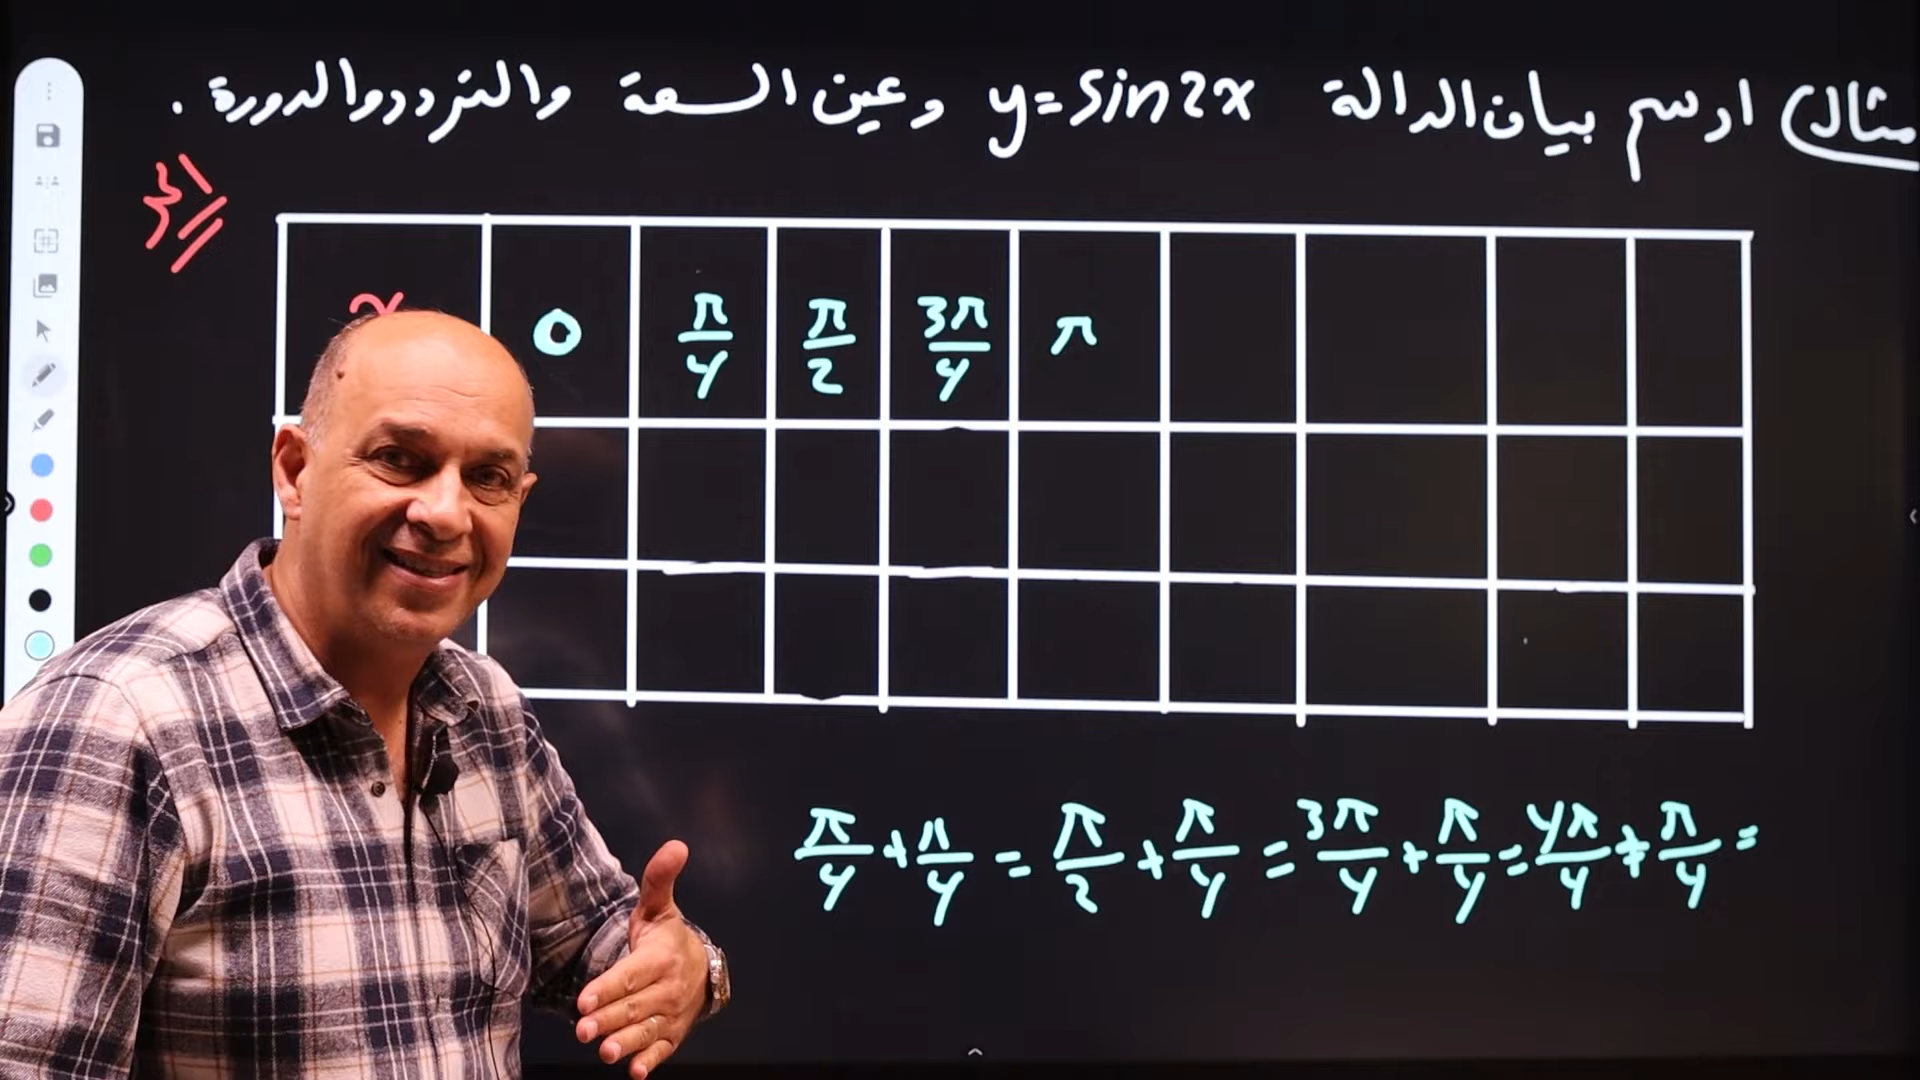 مثال) ارسم بيان الدالة y=sin2x وعين السعة والتردد والدورة .
الحل
x 0 π/4 π/2 3π/4 π
π/4 + π/4 = π/2 + π/4 = 3π/4 + π/4 = 4π/4 + π/4 =